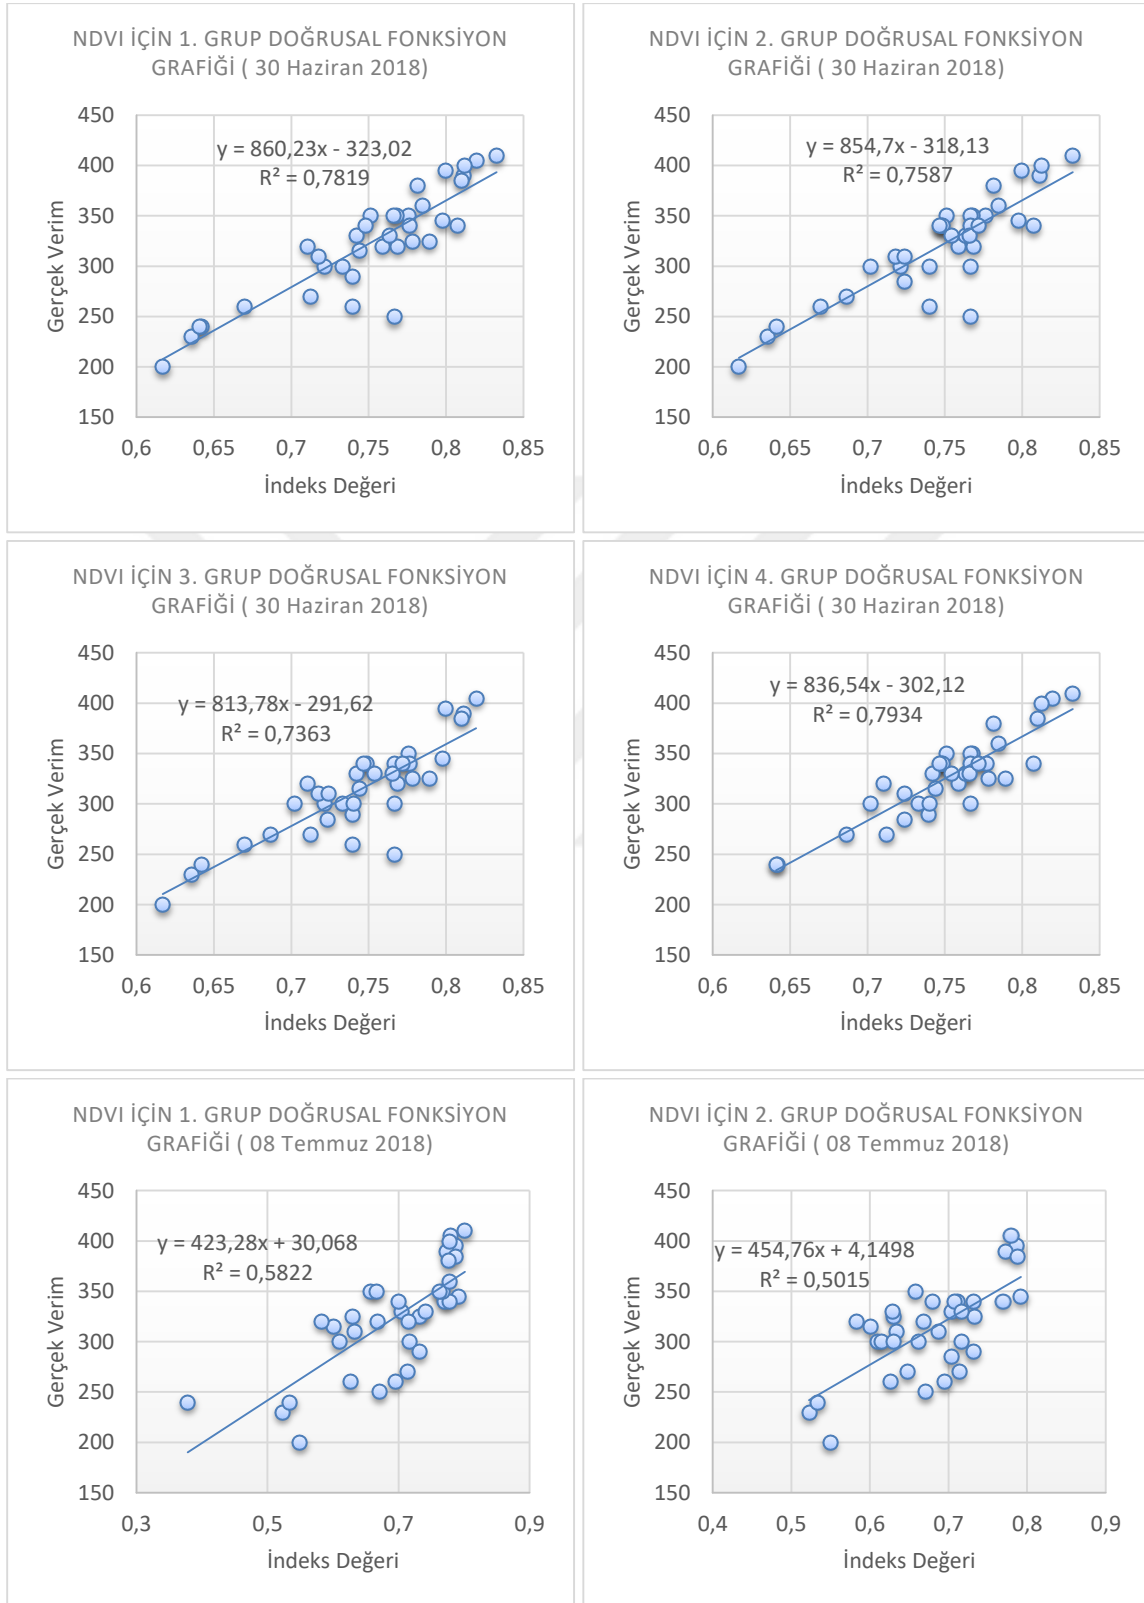 NDVI İÇİN 1. GRUP DOĞRUSAL FONKSİYON
GRAFİĞİ ( 30 Haziran 2018)
450
400
350
300
250
200
150
y = 860,23x - 323,02
R² = 0,7819
Gerçek Verim
0,6 0,65 0,7 0,75 0,8 0,85
İndeks Değeri
NDVI İÇİN 2. GRUP DOĞRUSAL FONKSİYON
GRAFİĞİ ( 30 Haziran 2018)
450
400
350
300
250
200
150
y = 854,7x - 318,13
R² = 0,7587
Gerçek Verim
0,6 0,65 0,7 0,75 0,8 0,85
İndeks Değeri
NDVI İÇİN 3. GRUP DOĞRUSAL FONKSİYON
GRAFİĞİ ( 30 Haziran 2018)
450
400
350
300
250
200
150
y = 813,78x - 291,62
R² = 0,7363
Gerçek Verim
0,6 0,65 0,7 0,75 0,8 0,85
İndeks Değeri
NDVI İÇİN 4. GRUP DOĞRUSAL FONKSİYON
GRAFİĞİ ( 30 Haziran 2018)
450
400
350
300
250
200
150
y = 836,54x - 302,12
R² = 0,7934
Gerçek Verim
0,6 0,65 0,7 0,75 0,8 0,85
İndeks Değeri
NDVI İÇİN 1. GRUP DOĞRUSAL FONKSİYON
GRAFİĞİ ( 08 Temmuz 2018)
450
400
350
300
250
200
150
y = 423,28x + 30,068
R² = 0,5822
Gerçek Verim
0,3 0,5 0,7 0,9
İndeks Değeri
NDVI İÇİN 2. GRUP DOĞRUSAL FONKSİYON
GRAFİĞİ ( 08 Temmuz 2018)
450
400
350
300
250
200
150
y = 454,76x + 4,1498
R² = 0,5015
Gerçek Verim
0,4 0,5 0,6 0,7 0,8 0,9
İndeks Değeri